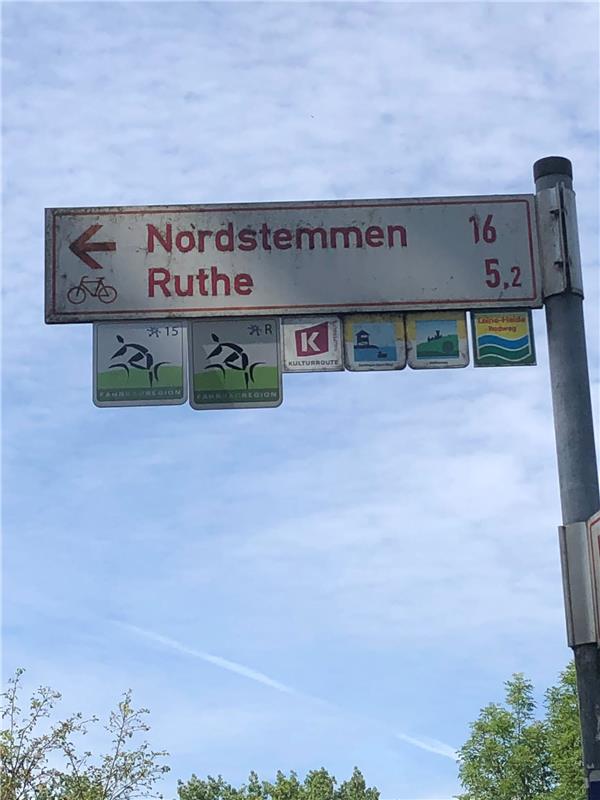 Nordstemmen 16
Ruthe 5,2
15
FAHRRADREGION
R
FAHRRADREGION
K
KULTURROUTE
Leine-Heide
Radweg